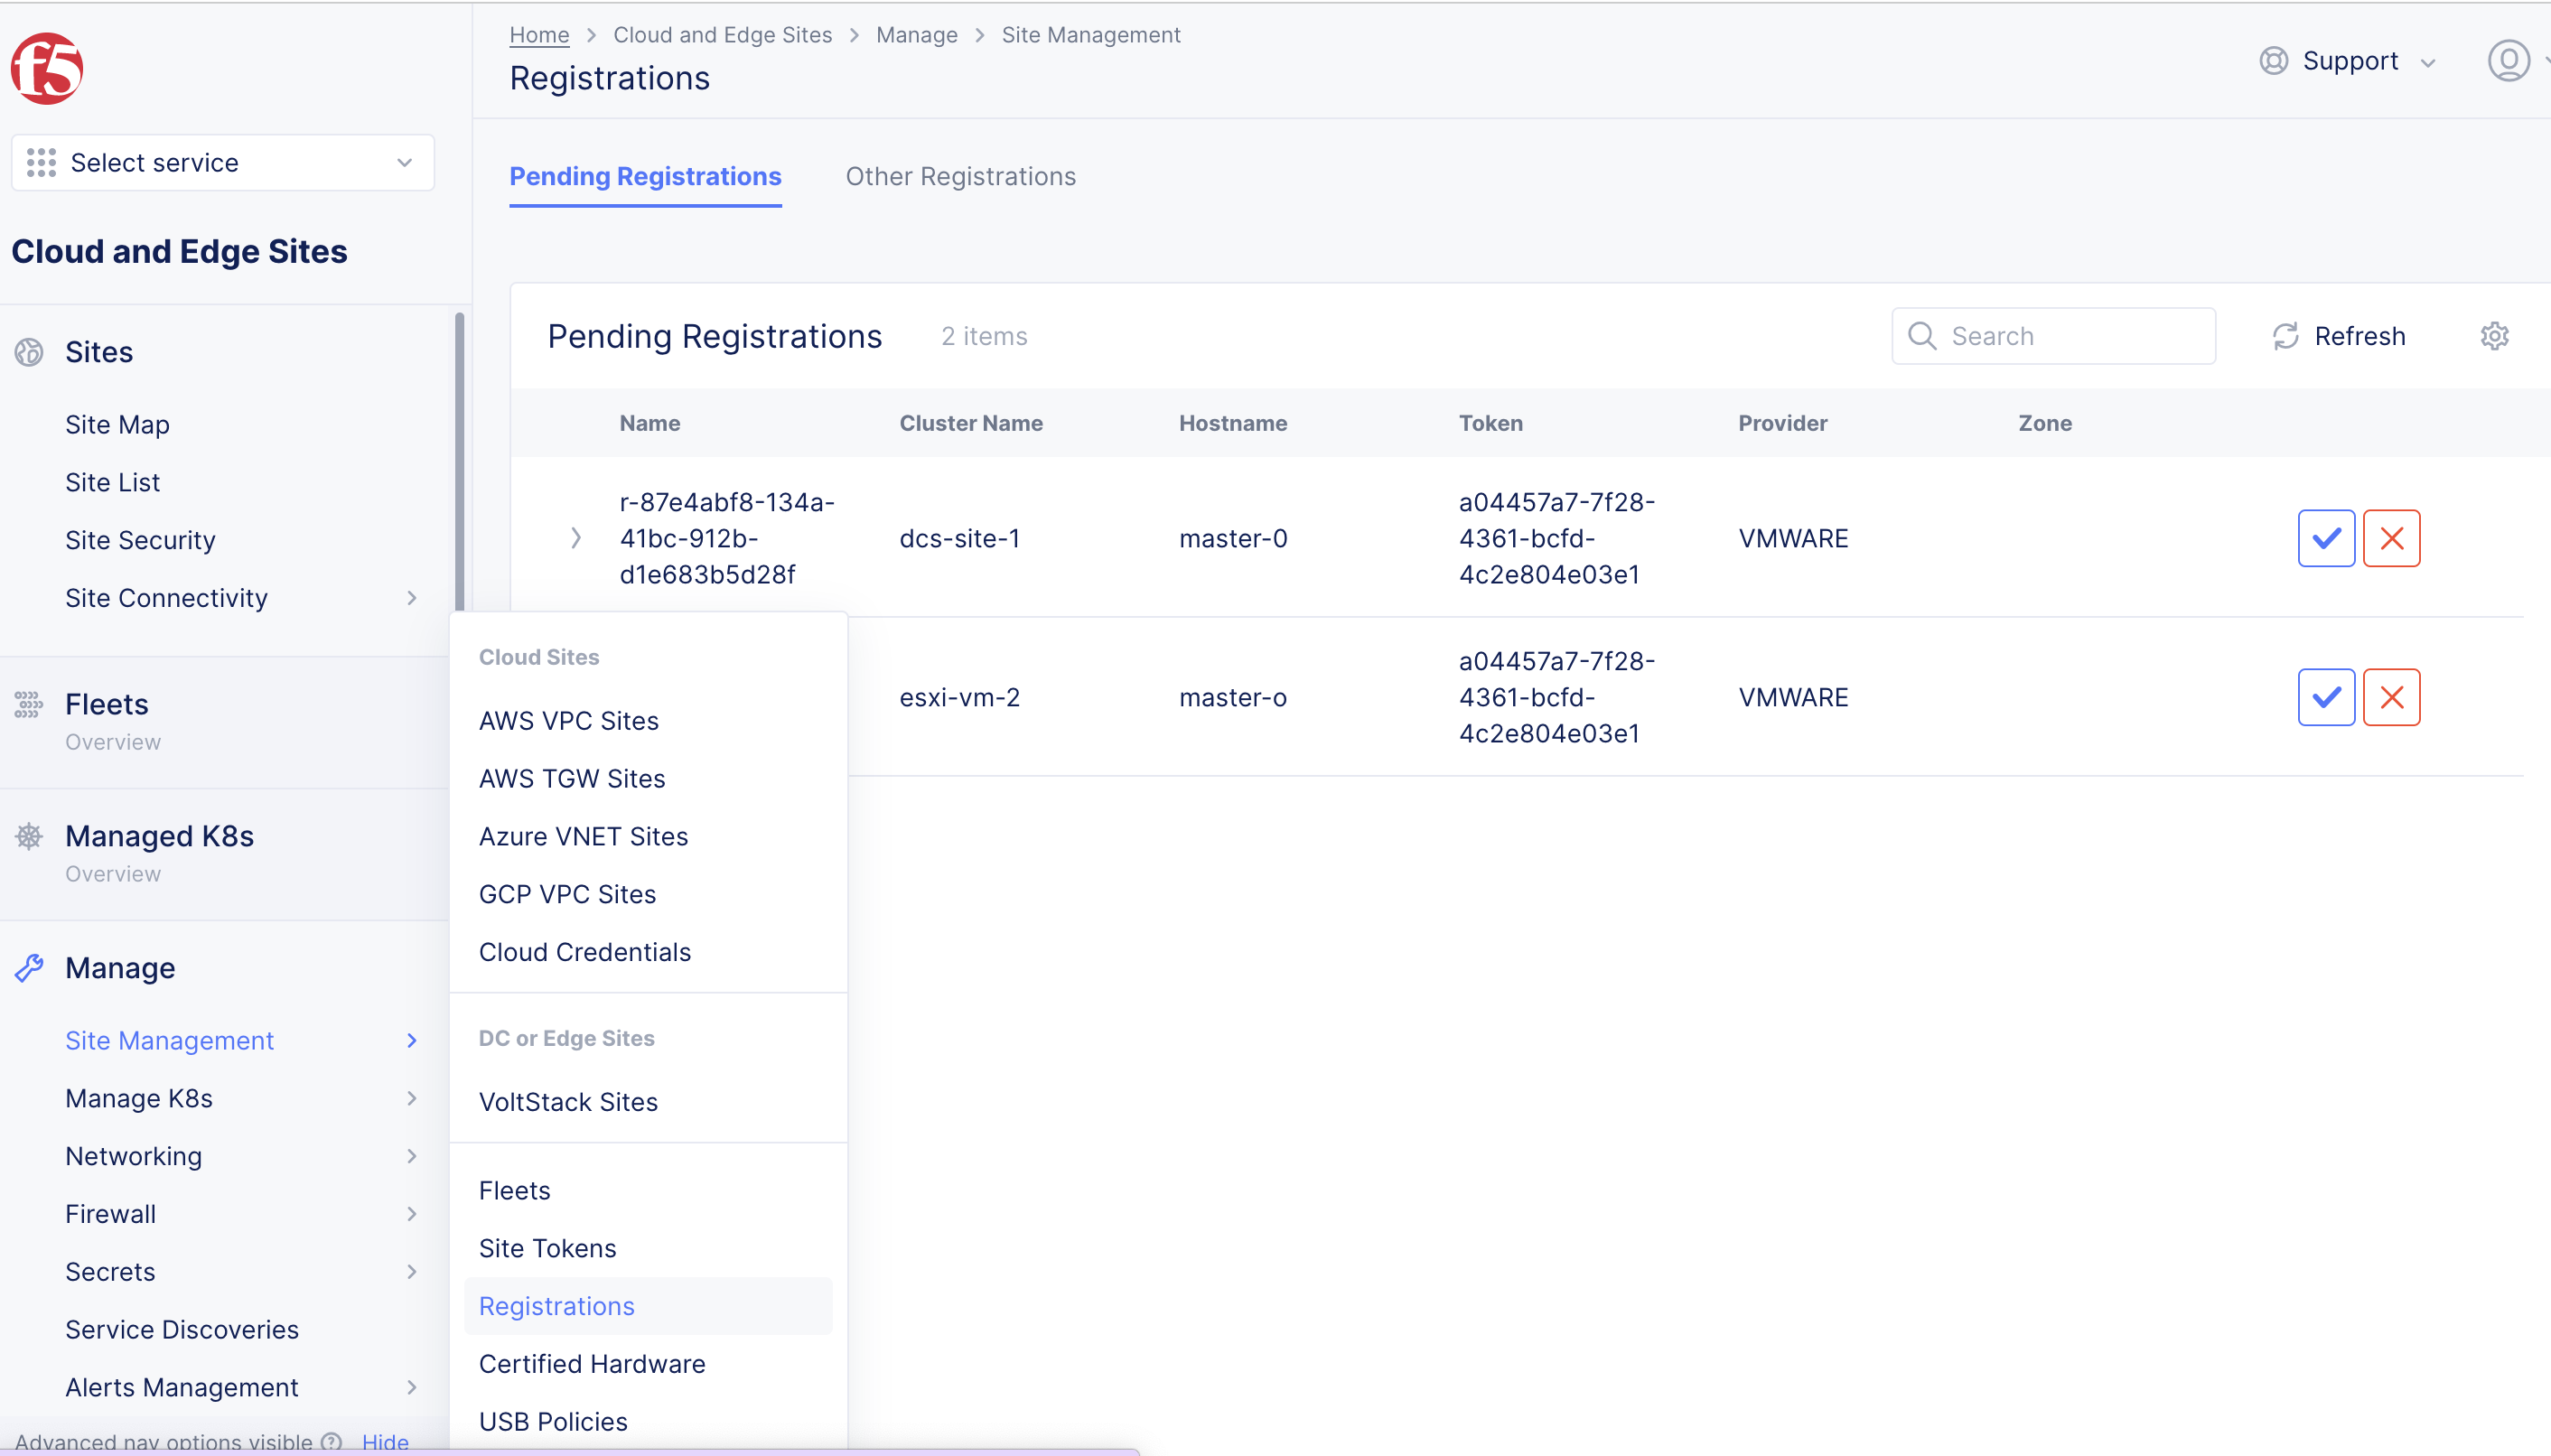 f5
Select service
Cloud and Edge Sites
Sites
Site Map
Site List
Site Security
Site Connectivity
Fleets
Overview
Managed K8s
Overview
Manage
Site Management
Manage K8s
Networking
Firewall
Secrets
Service Discoveries
Alerts Management
Advanced nav options visible ? Hide
Home > Cloud and Edge Sites > Manage > Site Management
Registrations
Support
Pending Registrations Other Registrations
Pending Registrations 2 items Search Refresh
Name Cluster Name Hostname Token Provider Zone
r-87e4abf8-134a-
41bc-912b-
d1e683b5d28f
dcs-site-1
master-0
a04457a7-7f28-
4361-bcfd-
4c2e804e03e1
VMWARE
esxi-vm-2
master-o
a04457a7-7f28-
4361-bcfd-
4c2e804e03e1
VMWARE
Cloud Sites
AWS VPC Sites
AWS TGW Sites
Azure VNET Sites
GCP VPC Sites
Cloud Credentials
DC or Edge Sites
VoltStack Sites
Fleets
Site Tokens
Registrations
Certified Hardware
USB Policies